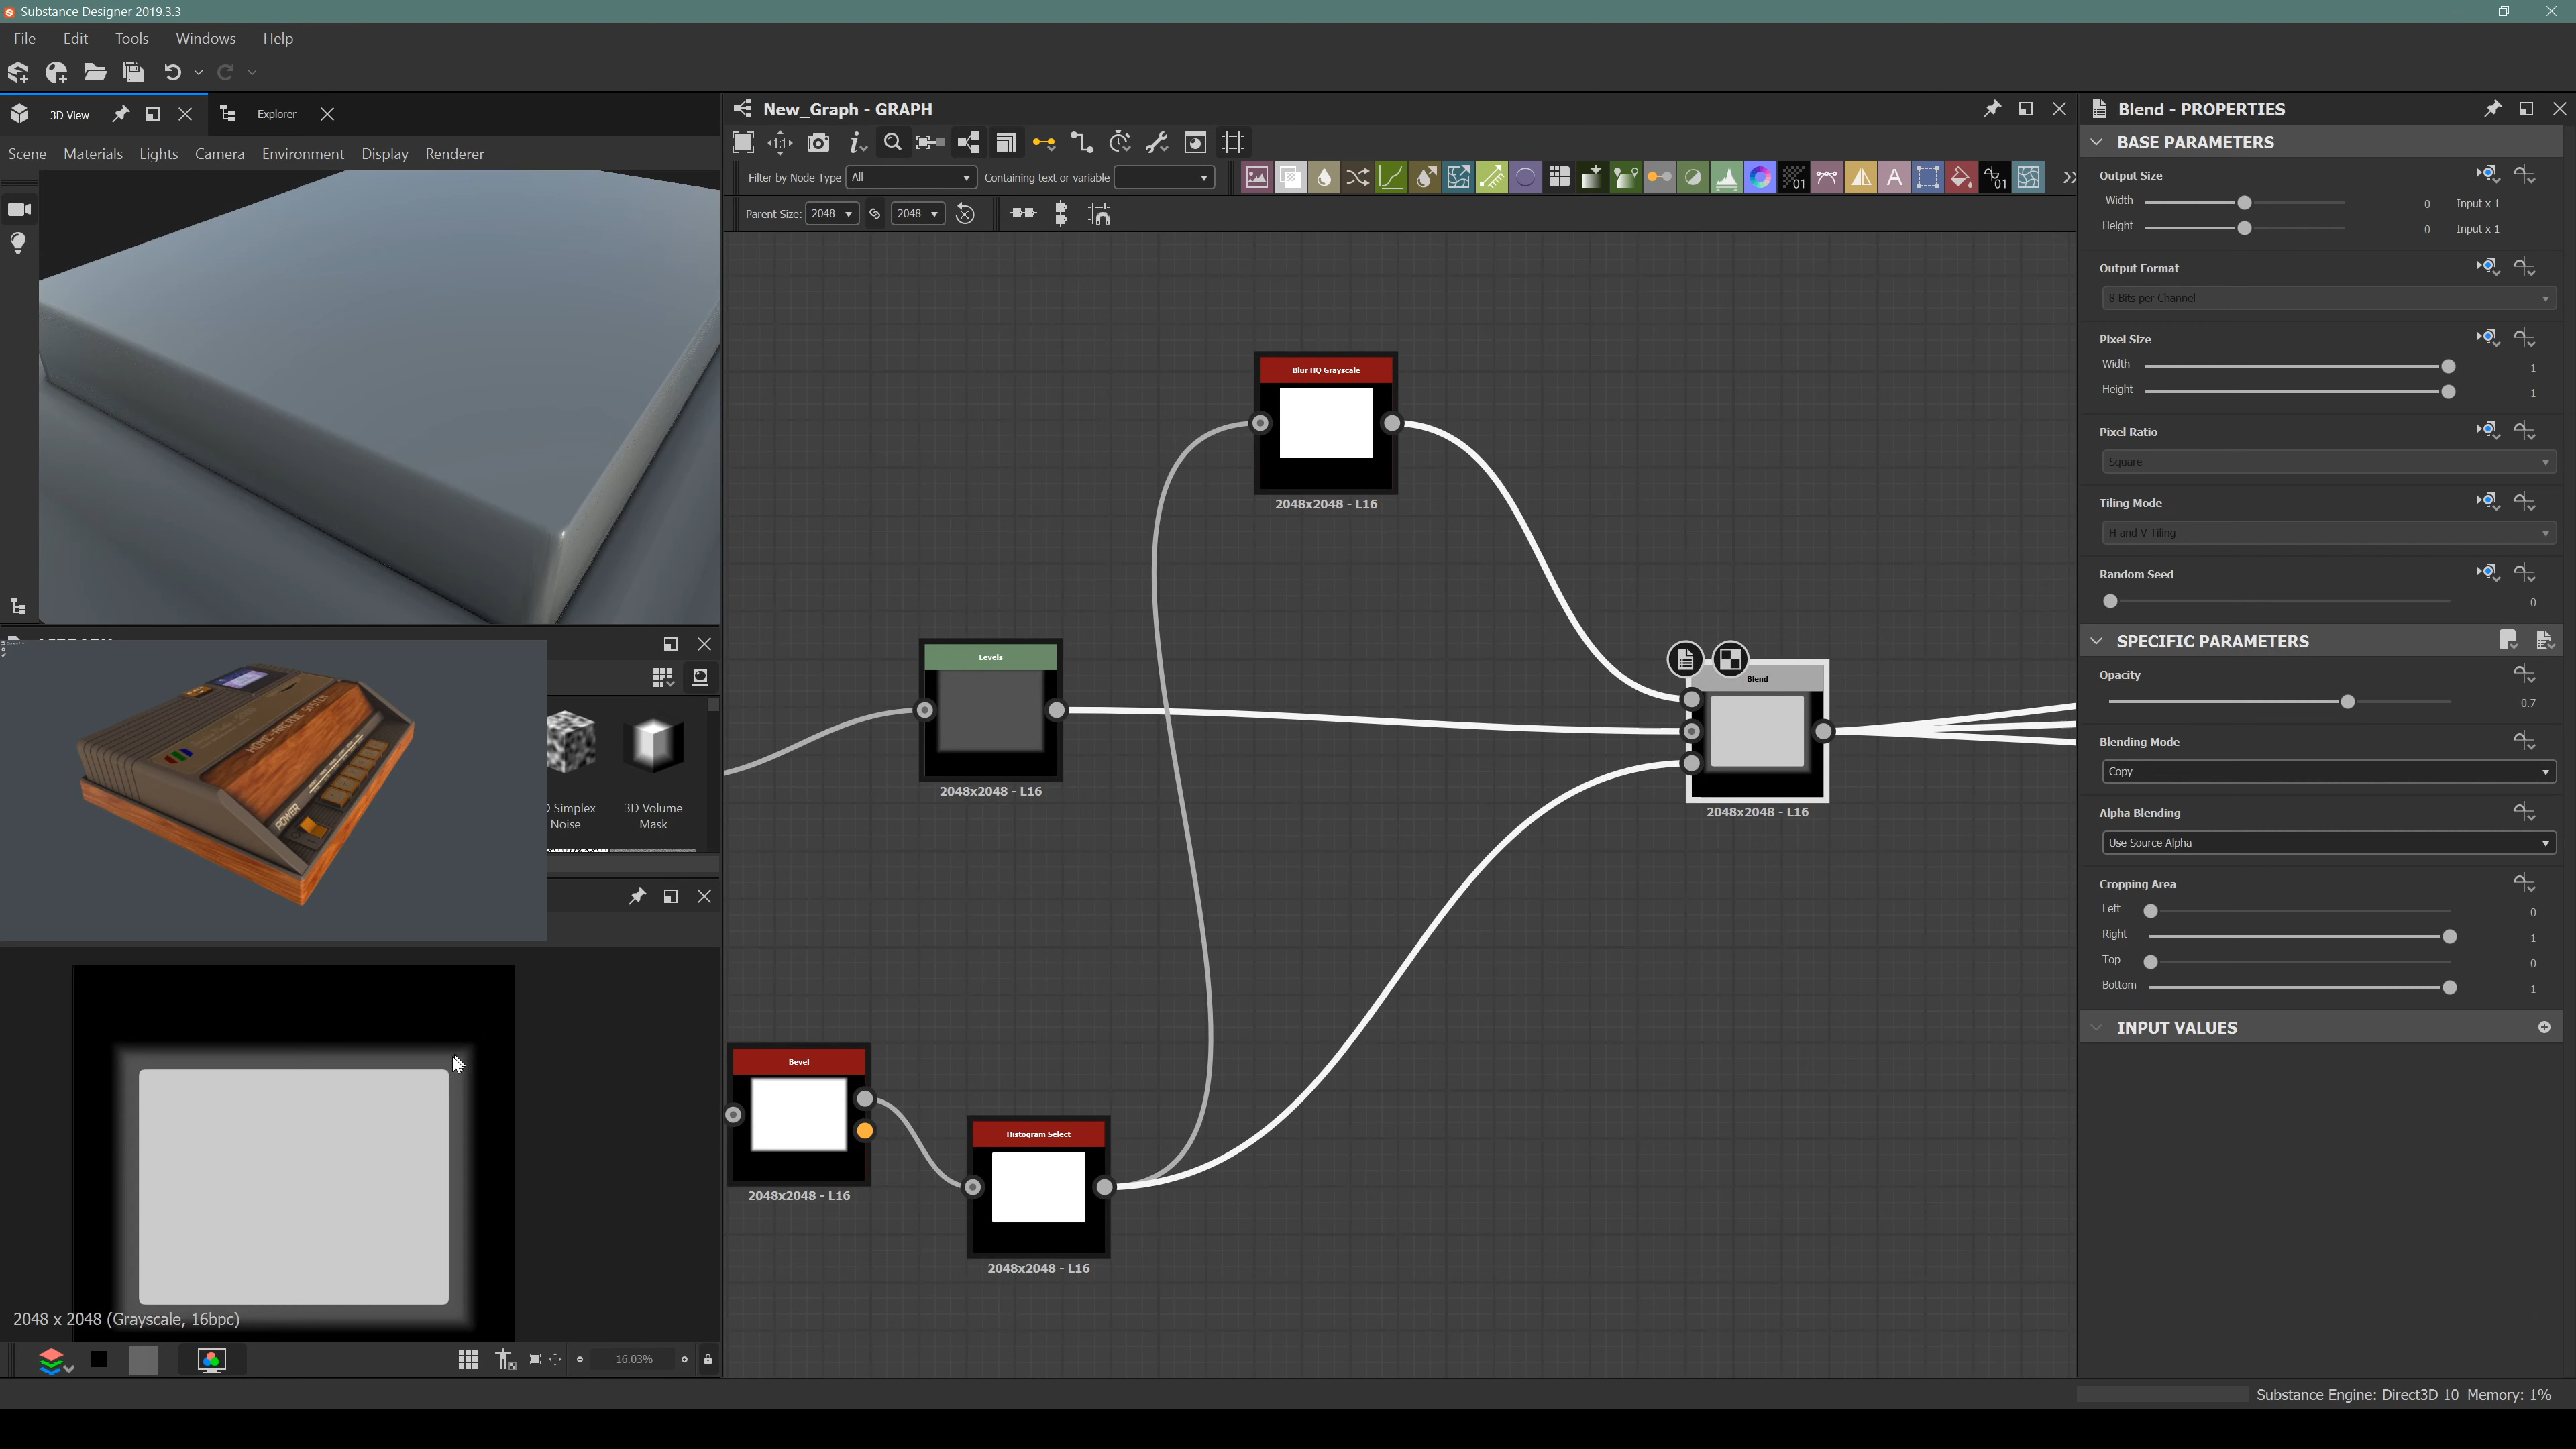 Substance Designer 2019.3.3
File Edit Tools Windows Help
3D View
Explorer
Scene Materials Lights Camera Environment Display Renderer
New_Graph - GRAPH
Filter by Node Type All Containing text or variable
Parent Size: 2048 2048
Blur HQ Grayscale
2048x2048 - L16
Levels
2048x2048 - L16
Blend
2048x2048 - L16
Bevel
2048x2048 - L16
Histogram Select
2048x2048 - L16
HOME-ARCADE SYSTEM
POWER
Simplex
Noise
3D Volume
Mask
2048 x 2048 (Grayscale, 16bpc)
16.03%
Blend - PROPERTIES
BASE PARAMETERS
Output Size
Width 0 Input x 1
Height 0 Input x 1
Output Format
8 Bits per Channel
Pixel Size
Width 1
Height 1
Pixel Ratio
Square
Tiling Mode
H and V Tiling
Random Seed
0
SPECIFIC PARAMETERS
Opacity
0.7
Blending Mode
Copy
Alpha Blending
Use Source Alpha
Cropping Area
Left 0
Right 1
Top 0
Bottom 1
INPUT VALUES
Substance Engine: Direct3D 10 Memory: 1%